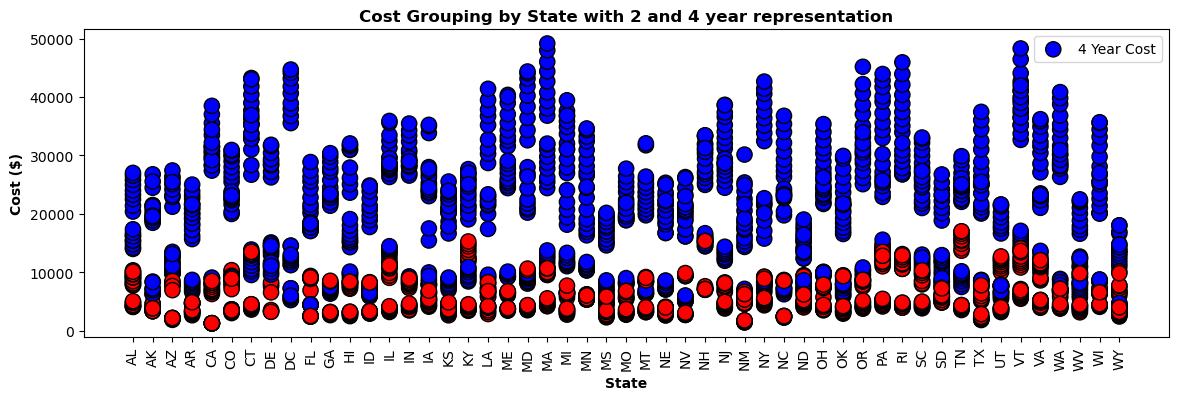 Cost Grouping by State with 2 and 4 year representation
4 Year Cost
Cost ($)
50000
40000
30000
20000
10000
0
AL AK AZ AR CA CO CT DE DC FL GA HI ID IL IN IA KS KY LA ME MD MA MI MN MS MO MT NE NV NH NJ NM NY NC ND OH OK OR PA RI SC SD TN TX UT VT VA WA WV WI WY
State